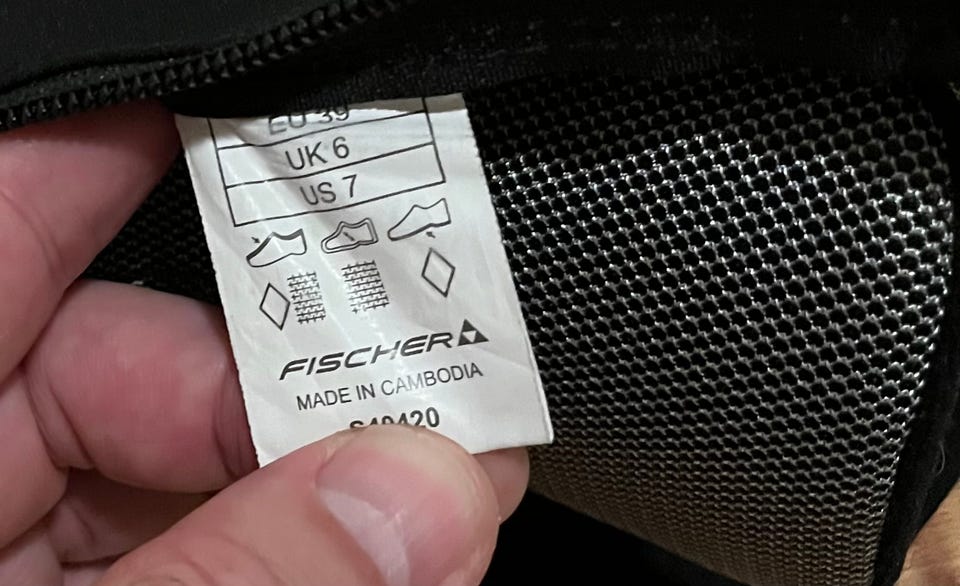 EU 39
UK 6
US 7
FISCHER
MADE IN CAMBODIA